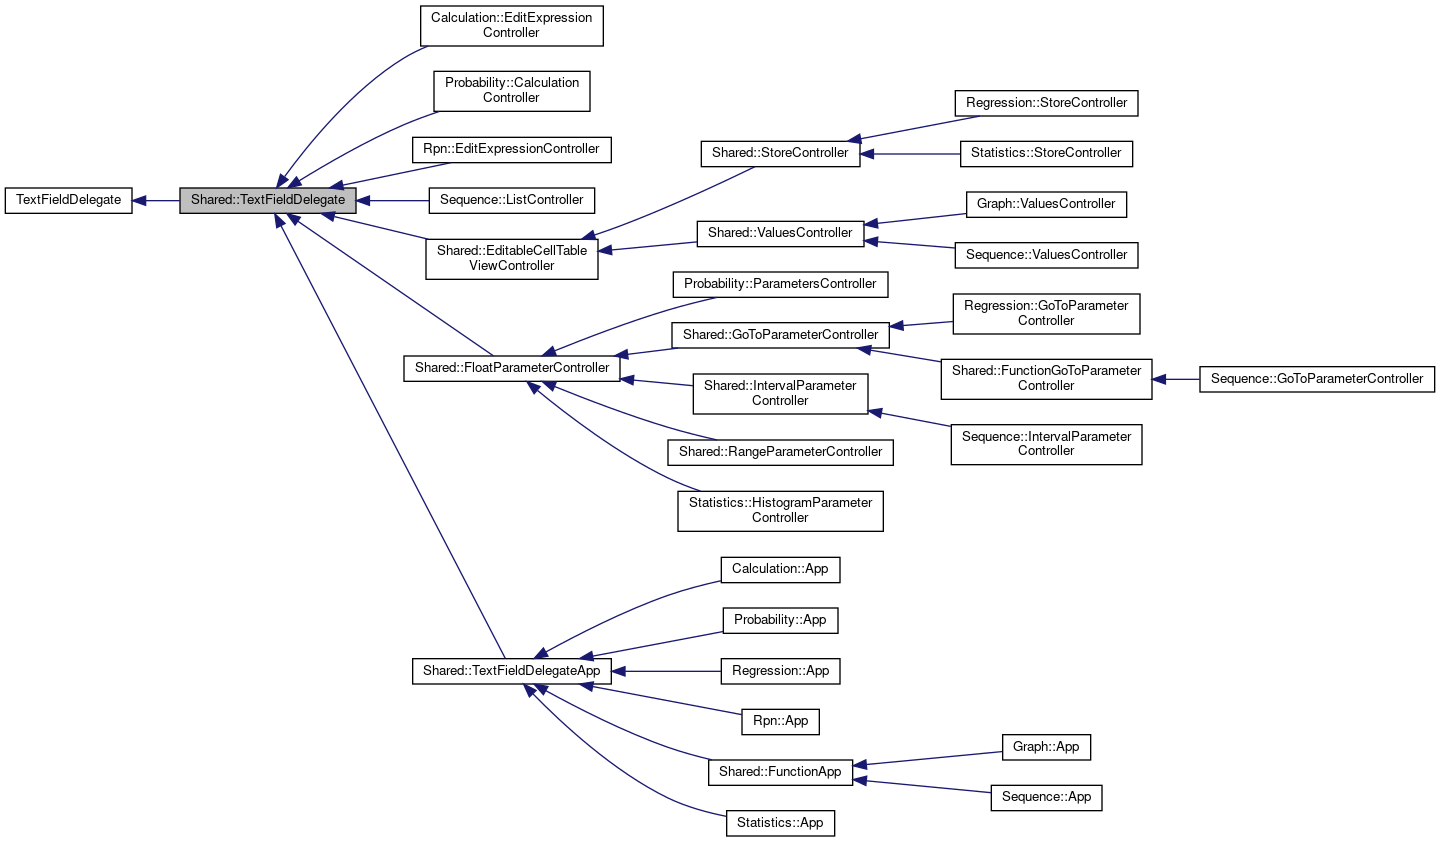 Calculation::EditExpression
Controller
Probability::Calculation
Controller
Rpn::EditExpressionController
TextFieldDelegate
Shared::TextFieldDelegate
Sequence::ListController
Shared::EditableCellTable
ViewController
Shared::StoreController
Regression::StoreController
Statistics::StoreController
Shared::ValuesController
Graph::ValuesController
Sequence::ValuesController
Shared::FloatParameterController
Probability::ParametersController
Shared::GoToParameterController
Regression::GoToParameter
Controller
Shared::FunctionGoToParameter
Controller
Sequence::GoToParameterController
Shared::IntervalParameter
Controller
Sequence::IntervalParameter
Controller
Shared::RangeParameterController
Statistics::HistogramParameter
Controller
Shared::TextFieldDelegateApp
Calculation::App
Probability::App
Regression::App
Rpn::App
Shared::FunctionApp
Graph::App
Sequence::App
Statistics::App